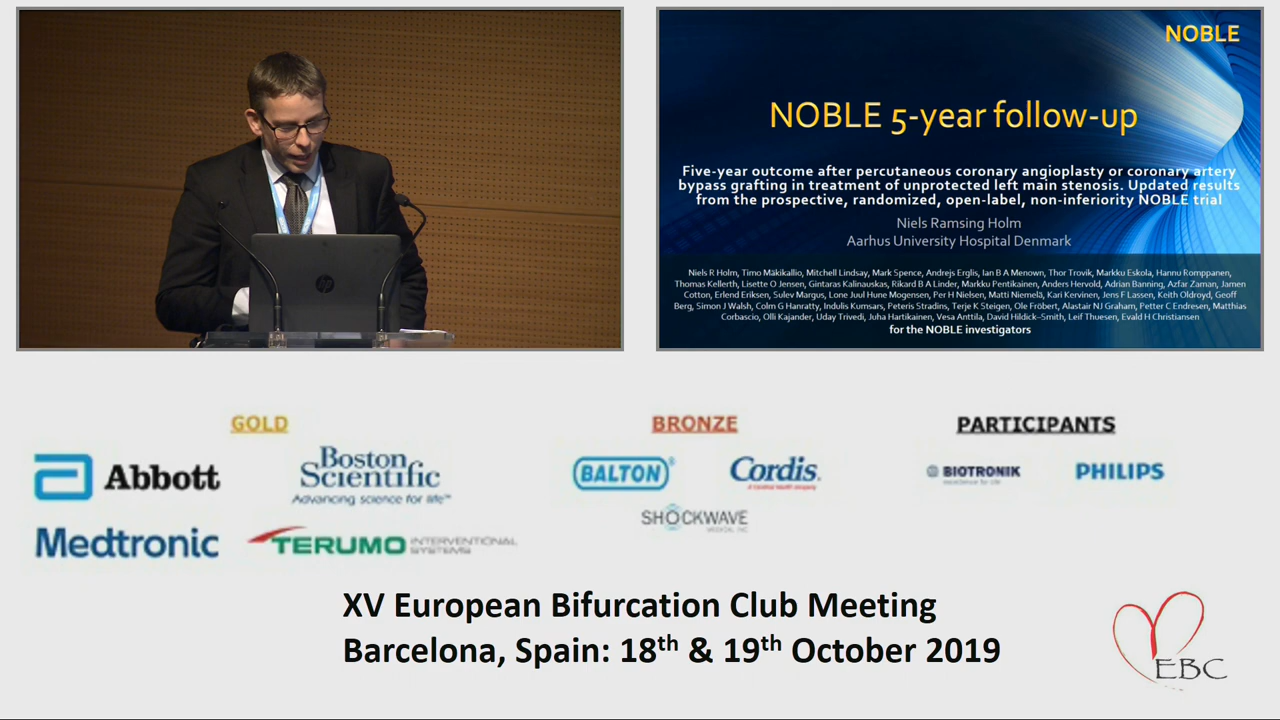 NOBLE
NOBLE 5-year follow-up
Five-year outcome after percutaneous coronary angioplasty or coronary artery
bypass grafting in treatment of unprotected left main stenosis. Updated results
from the prospective, randomized, open-label, non-inferiority NOBLE trial
Niels Ramsing Holm
Aarhus University Hospital Denmark
Niels R Holm, Timo Mäkikallio, Mitchell Lindsay, Mark Spence, Andrejs Erglis, Ian B A Menown, Thor Trovik, Markku Eskola, Hannu Romppanen,
Thomas Kellerth, Lisette O Jensen, Gintaras Kalinauskas, Rikard B A Linder, Markku Pentikainen, Anders Hervold, Adrian Banning, Azfar Zaman, Jamen
Cotton, Erlend Eriksen, Sulev Margus, Lone Juul Hune Mogensen, Per H Nielsen, Matti Niemelä, Kari Kervinen, Jens F Lassen, Keith Oldroyd, Geoff
Berg, Simon J Walsh, Colm G Hanratty, Indulis Kumsars, Peteris Stradins, Terje K Steigen, Ole Fröbert, Alastair NJ Graham, Petter C Endresen, Matthias
Corbascio, Olli Kajander, Uday Trivedi, Juha Hartikainen, Vesa Anttila, David Hildick–Smith, Leif Thuesen, Evald H Christiansen
for the NOBLE investigators
GOLD
BRONZE
PARTICIPANTS
Abbott
Boston
Scientific
Advancing science for life™
BALTON®
Cordis.
BIOTRONIK
excellence for life
PHILIPS
SHOCKWAVE
MEDICAL, INC
Medtronic
TERUMO INTERVENTIONAL
SYSTEMS
XV European Bifurcation Club Meeting
Barcelona, Spain: 18th & 19th October 2019
EBC